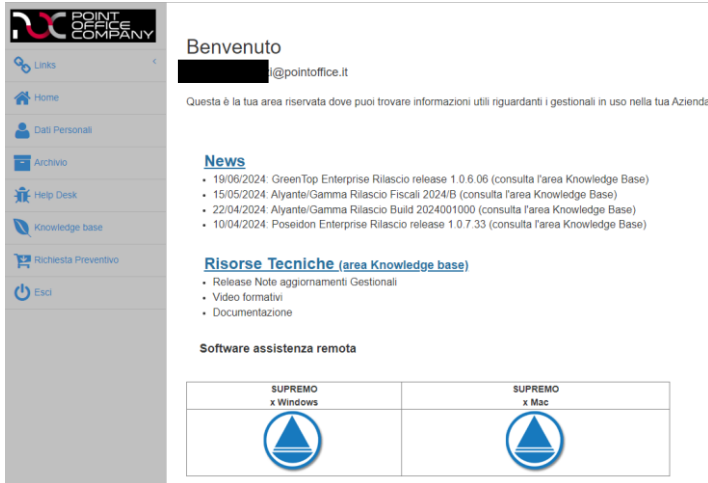 POINT
OFFICE
COMPANY
Links
Home
Dati Personali
Archivio
Help Desk
Knowledge base
Richiesta Preventivo
Esci
Benvenuto
i@pointoffice.it
Questa è la tua area riservata dove puoi trovare informazioni utili riguardanti i gestionali in uso nella tua Azienda
News
• 19/06/2024: GreenTop Enterprise Rilascio release 1.0.6.06 (consulta l'area Knowledge Base)
• 15/05/2024: Alyante/Gamma Rilascio Fiscali 2024/B (consulta l'area Knowledge Base)
• 22/04/2024: Alyante/Gamma Rilascio Build 2024001000 (consulta l'area Knowledge Base)
• 10/04/2024: Poseidon Enterprise Rilascio release 1.0.7.33 (consulta l'area Knowledge Base)
Risorse Tecniche (area Knowledge base)
• Release Note aggiornamenti Gestionali
• Video formativi
• Documentazione
Software assistenza remota
SUPREMO
x Windows
SUPREMO
x Mac